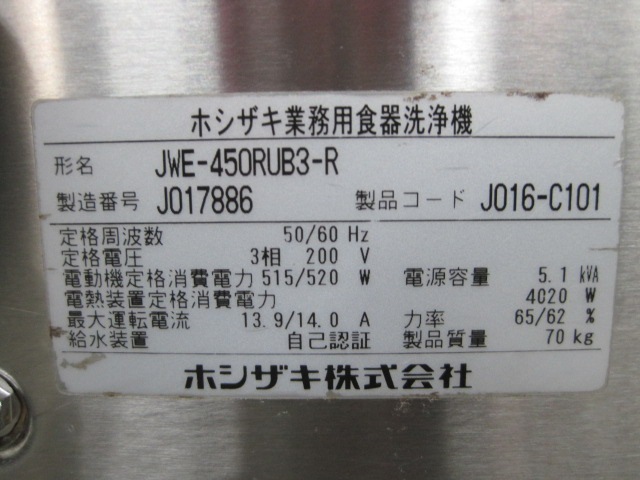 ホシザキ業務用食器洗浄機
形名 JWE-450RUB3-R
製造番号 J017886 製品コード J016-C101
定格周波数 50/60 Hz
定格電圧 3相 200 V
電動機定格消費電力 515/520 W 電源容量 5.1 kVA
電熱装置定格消費電力 4020 W
最大運転電流 13.9/14.0 A 力率 65/62 %
給水装置 自己認証 製品質量 70 kg
ホシザキ株式会社